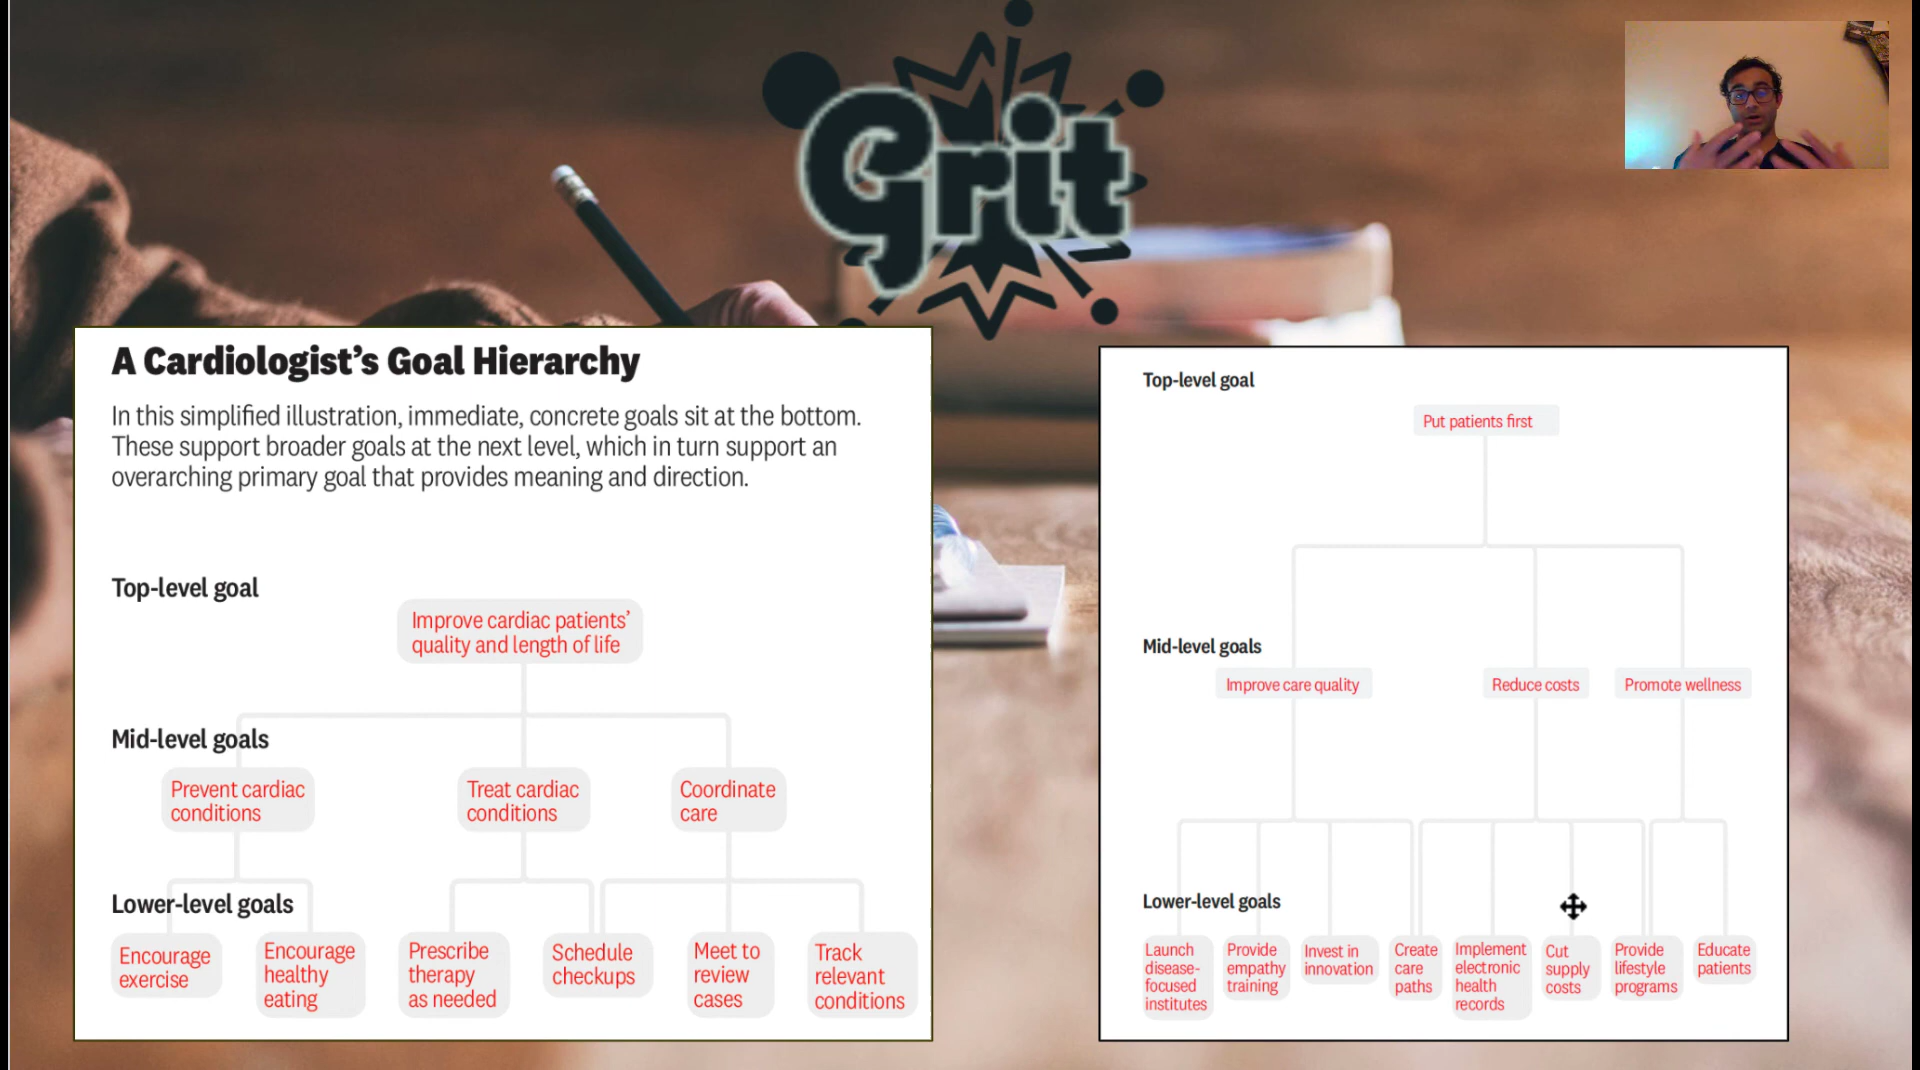 Grit
A Cardiologist's Goal Hierarchy
In this simplified illustration, immediate, concrete goals sit at the bottom.
These support broader goals at the next level, which in turn support an
overarching primary goal that provides meaning and direction.
Top-level goal
Improve cardiac patients'
quality and length of life
Mid-level goals
Prevent cardiac
conditions
Treat cardiac
conditions
Coordinate
care
Lower-level goals
Encourage
exercise
Encourage
healthy
eating
Prescribe
therapy
as needed
Schedule
checkups
Meet to
review
cases
Track
relevant
conditions
Top-level goal
Put patients first
Mid-level goals
Improve care quality
Reduce costs
Promote wellness
Lower-level goals
Launch
disease-
focused
institutes
Provide
empathy
training
Invest in
innovation
Create
care
paths
Implement
electronic
health
records
Cut
supply
costs
Provide
lifestyle
programs
Educate
patients